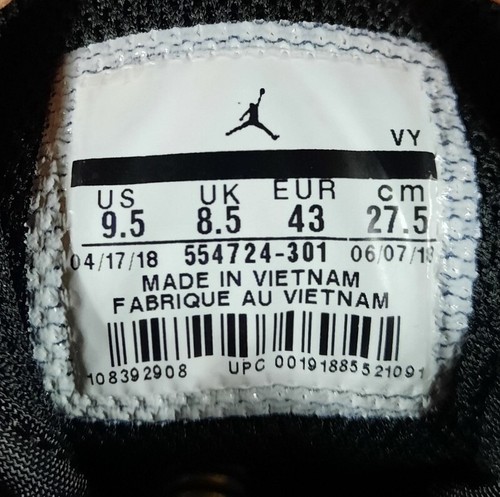 VY
US UK EUR cm
9.5 8.5 43 27.5
04/17/18 554724-301 06/07/18
MADE IN VIETNAM
FABRIQUE AU VIETNAM
108392908 UPC 00191885521091